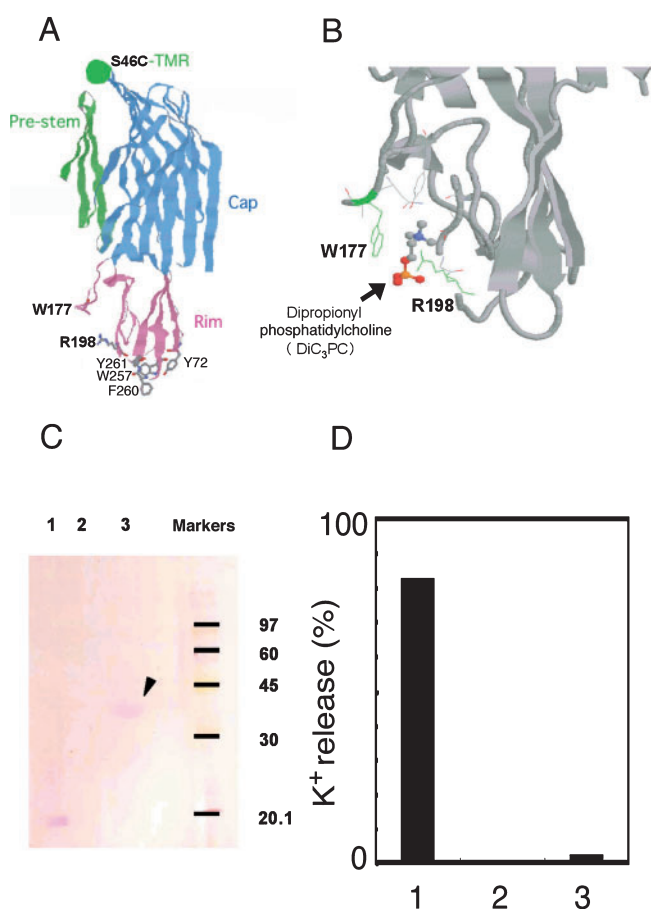 A
S46C-TMR
Pre-stem
Cap
W177
Rim
R198
Y261
Y72
W257
F260
B
W177
R198
Dipropionyl
phosphatidylcholine
( DiC₃PC)
C
1 2 3 Markers
97
60
45
30
20.1
D
100
K⁺ release (%)
0
1 2 3